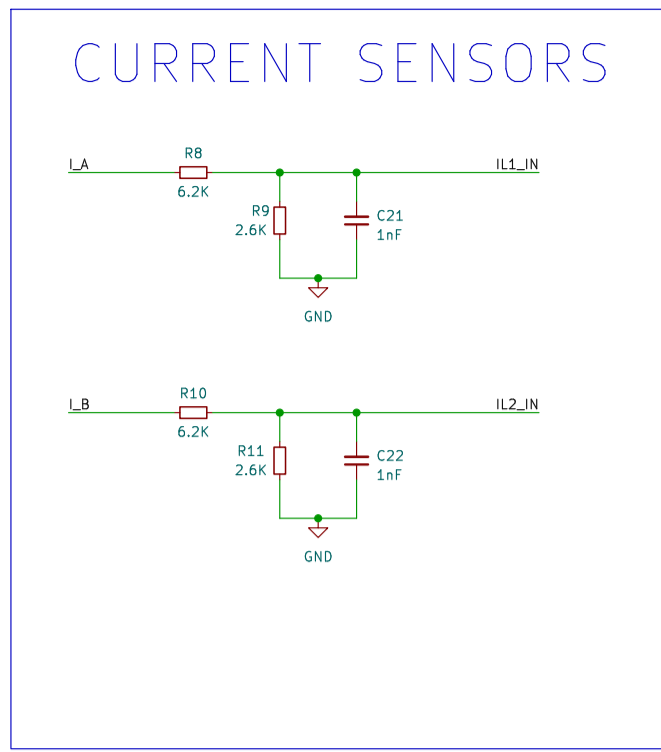 CURRENT SENSORS
I_A
R8
6.2K
IL1_IN
R9
2.6K
C21
1nF
GND
I_B
R10
6.2K
IL2_IN
R11
2.6K
C22
1nF
GND